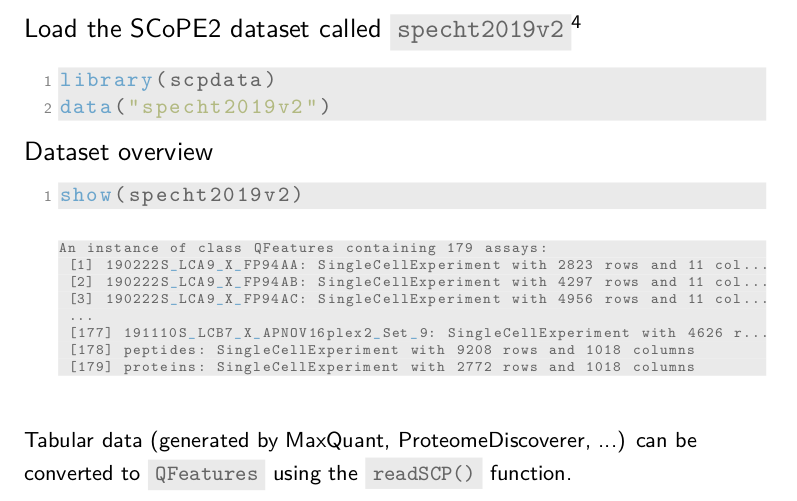 Load the SCoPE2 dataset called specht2019v2 4
1 library(scpdata)
2 data("specht2019v2")
Dataset overview
1 show(specht2019v2)
An instance of class QFeatures containing 179 assays:
[1] 190222S_LCA9_X_FP94AA: SingleCellExperiment with 2823 rows and 11 col...
[2] 190222S_LCA9_X_FP94AB: SingleCellExperiment with 4297 rows and 11 col...
[3] 190222S_LCA9_X_FP94AC: SingleCellExperiment with 4956 rows and 11 col...
...
[177] 191110S_LCB7_X_APNOV16plex2_Set_9: SingleCellExperiment with 4626 r...
[178] peptides: SingleCellExperiment with 9208 rows and 1018 columns
[179] proteins: SingleCellExperiment with 2772 rows and 1018 columns
Tabular data (generated by MaxQuant, ProteomeDiscoverer, ...) can be
converted to QFeatures using the readSCP() function.